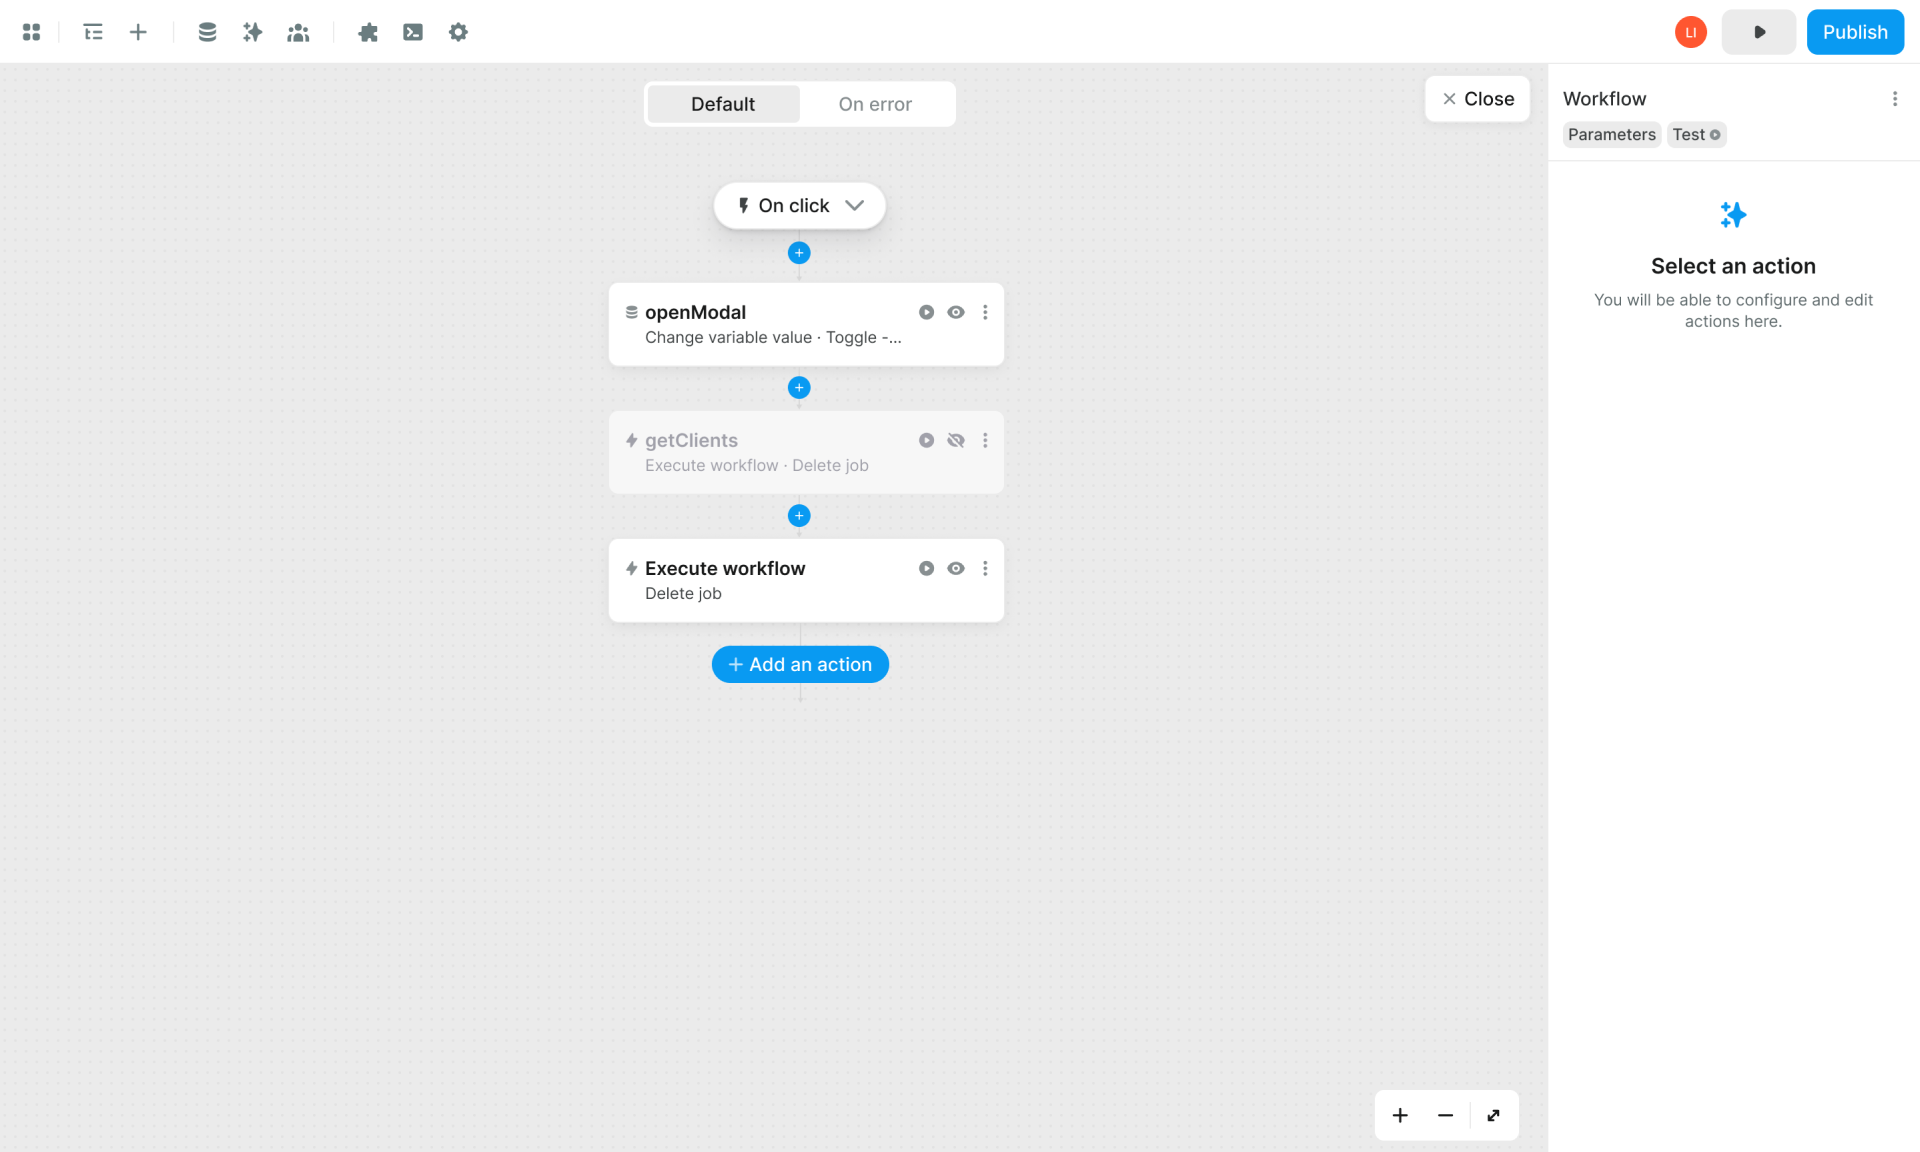 LI
Publish
Default
On error
Close
Workflow
Parameters
Test
On click
Select an action
You will be able to configure and edit
actions here.
openModal
Change variable value · Toggle -...
getClients
Execute workflow · Delete job
Execute workflow
Delete job
Add an action